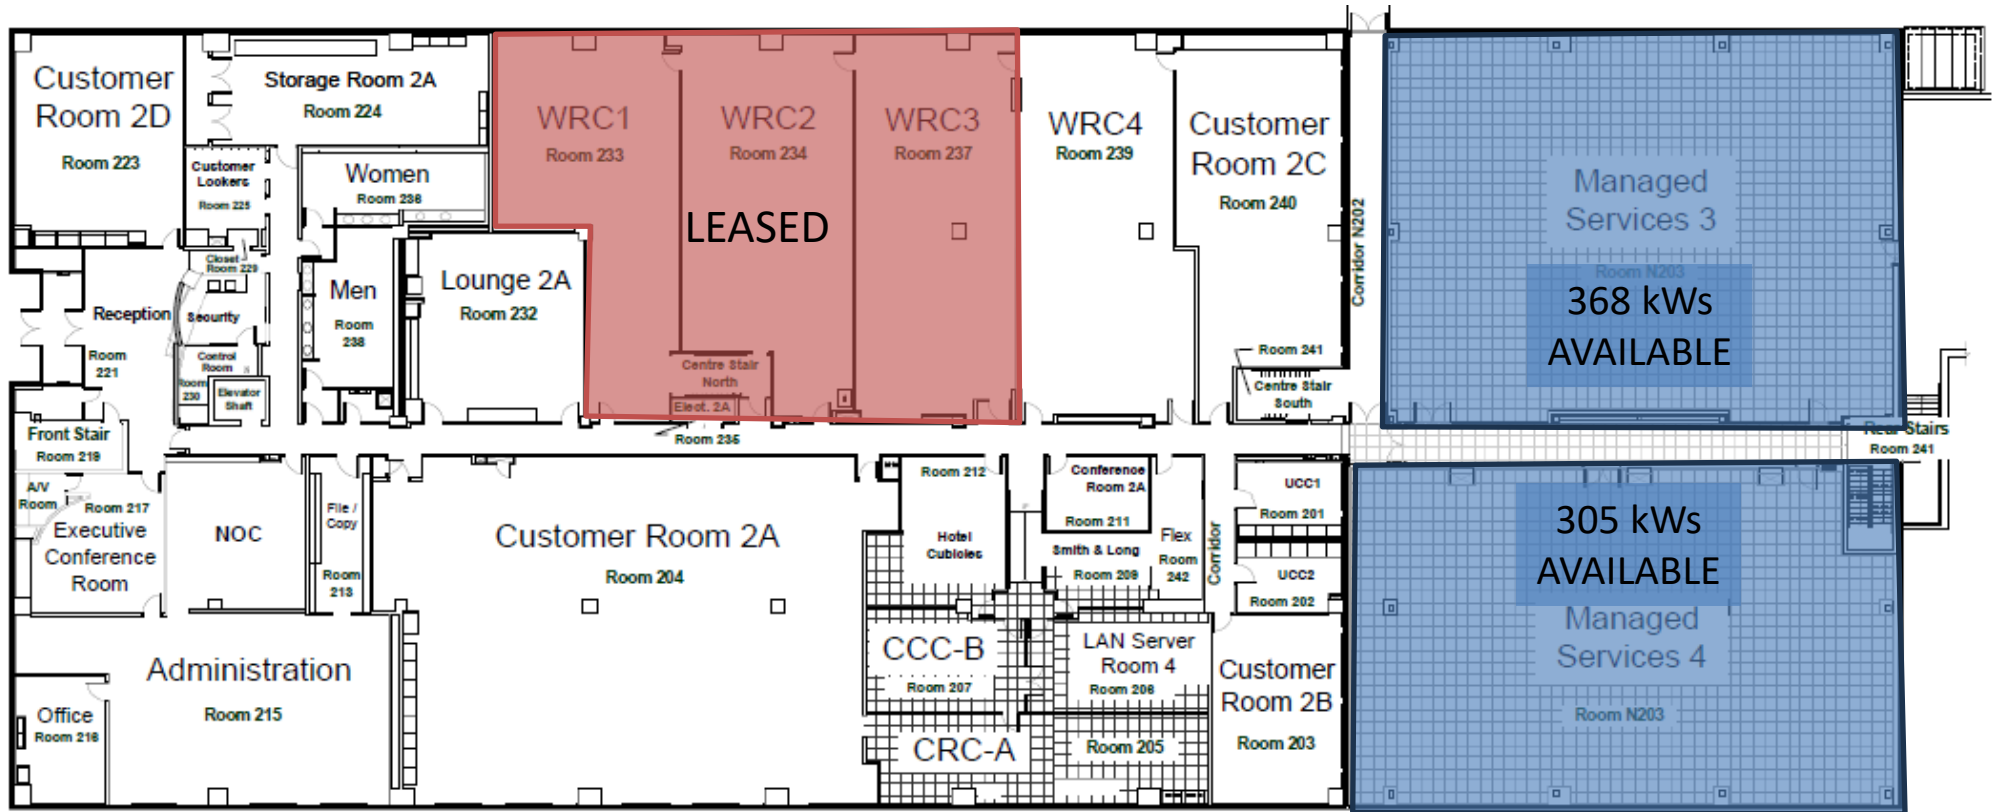 Customer
Room 2D
Room 223
Storage Room 2A
Room 224
Customer
Lookers
Room 225
Women
Room 236
WRC1
Room 233
WRC2
Room 234
WRC3
Room 237
LEASED
WRC4
Room 239
Customer
Room 2C
Room 240
Corridor N202
Managed
Services 3
Room N203
368 kWs
AVAILABLE
Closet
Room 229
Security
Reception
Room
221
Control
Room
Room
230
Elevator
Shaft
Men
Room
238
Lounge 2A
Room 232
Centre Stair
North
Elect. 2A
Room 235
Room 241
Centre Stair
South
Rear Stairs
Room 241
Front Stair
Room 219
A/V
Room
Room 217
Executive
Conference
Room
NOC
File /
Copy
Room
213
Customer Room 2A
Room 204
Room 212
Hotel
Cubicles
Conference
Room 2A
Room 211
Smith & Long
Room 209
Flex
Room
242
Corridor
UCC1
Room 201
UCC2
Room 202
305 kWs
AVAILABLE
Managed
Services 4
Room N203
Administration
Room 215
Office
Room 216
CCC-B
Room 207
LAN Server
Room 4
Room 206
CRC-A
Room 205
Customer
Room 2B
Room 203